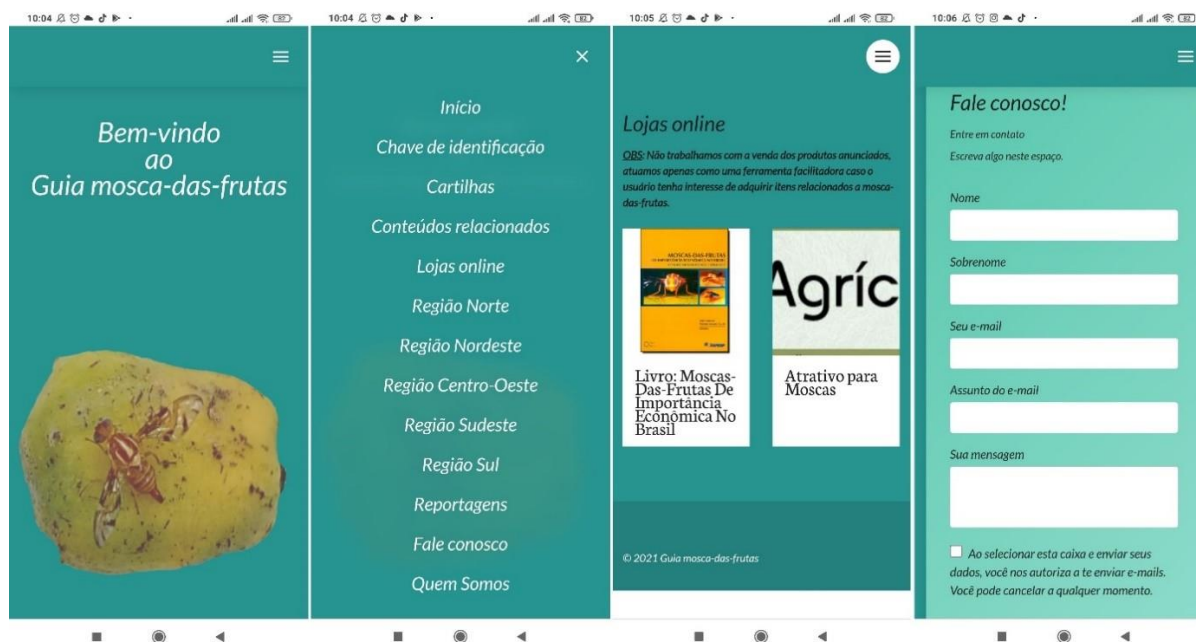 10:04
82
Bem-vindo
ao
Guia mosca-das-frutas
10:04
82
Início
Chave de identificação
Cartilhas
Conteúdos relacionados
Lojas online
Região Norte
Região Nordeste
Região Centro-Oeste
Região Sudeste
Região Sul
Reportagens
Fale conosco
Quem Somos
10:05
82
Lojas online
OBS: Não trabalhamos com a venda dos produtos anunciados,
atuamos apenas como uma ferramenta facilitadora caso o
usuário tenha interesse de adquirir itens relacionados a mosca-
das-frutas.
MOSCAS-DAS-FRUTAS
Livro: Moscas-
Das-Frutas De
Importância
Econômica No
Brasil
Agríc
Atrativo para
Moscas
© 2021 Guia mosca-das-frutas
10:06
82
Fale conosco!
Entre em contato
Escreva algo neste espaço.
Nome
Sobrenome
Seu e-mail
Assunto do e-mail
Sua mensagem
Ao selecionar esta caixa e enviar seus
dados, você nos autoriza a te enviar e-mails.
Você pode cancelar a qualquer momento.